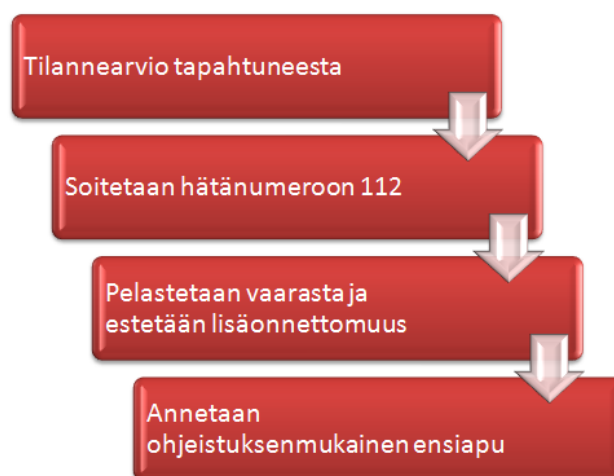 Tilannearvio tapahtuneesta
Soitetaan hätänumeroon 112
Pelastetaan vaarasta ja
estetään lisäonnettomuus
Annetaan
ohjeistuksenmukainen ensiapu